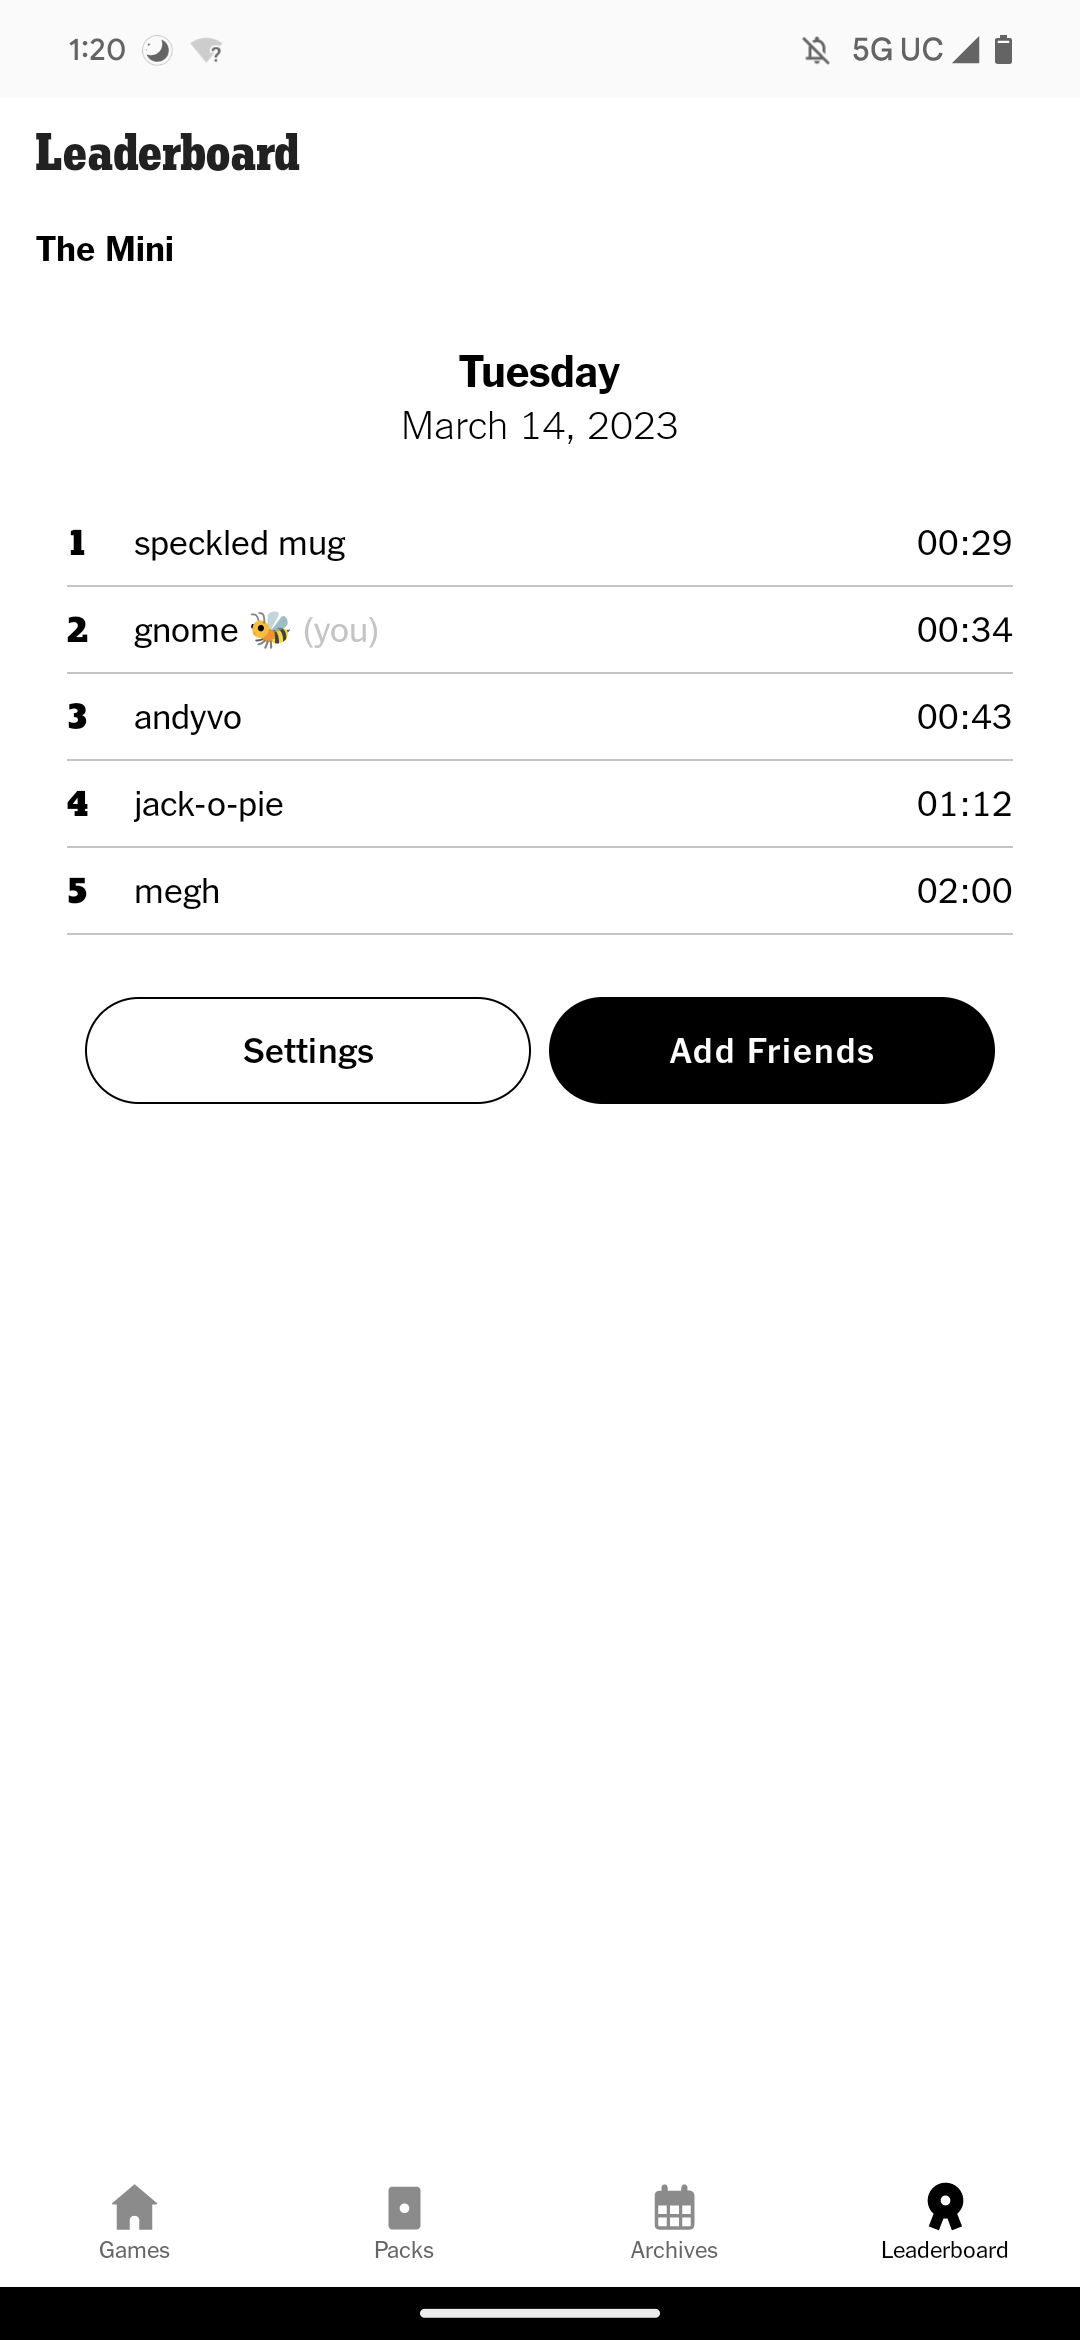 1:20 5G UC
Leaderboard
The Mini
Tuesday
March 14, 2023
1 speckled mug 00:29
2 gnome 🐝 (you) 00:34
3 andyvo 00:43
4 jack-o-pie 01:12
5 megh 02:00
Settings Add Friends
Games Packs Archives Leaderboard